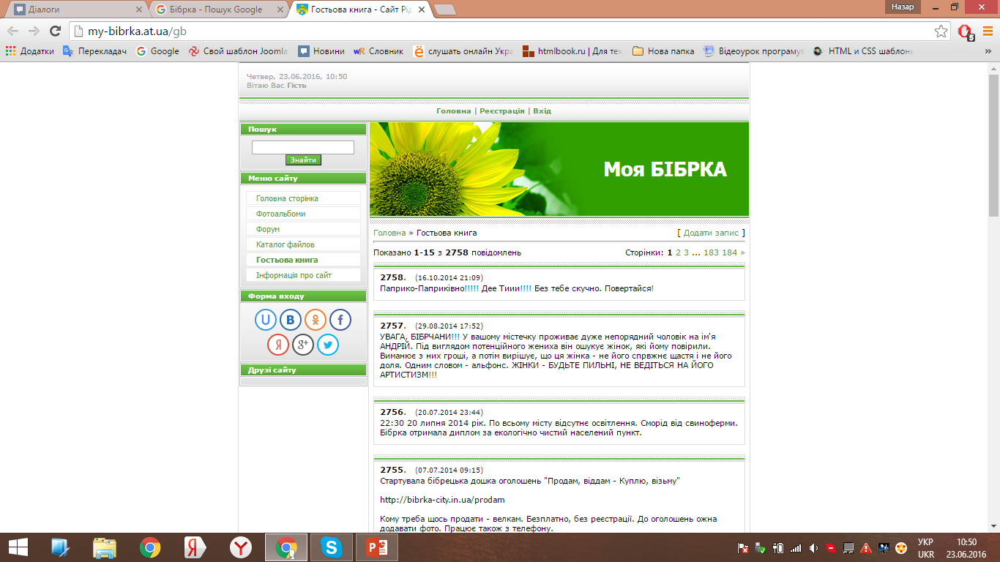 Діалоги
Бібрка - Пошук Google
Гостьова книга - Сайт Рід
Назар
my-bibrka.at.ua/gb
5
Додатки
Перекладач
Google
Свой шаблон Joomla
Новини
wR Словник
слушать онлайн Укра
htmlbook.ru | Для тех
Нова папка
Відеоурок програмув
HTML и CSS шаблон
»
Четвер, 23.06.2016, 10:50
Вітаю Вас Гість
Головна | Реєстрація | Вхід
Пошук
Знайти
Меню сайту
Головна сторінка
Фотоальбоми
Форум
Каталог файлов
Гостьова книга
Інформація про сайт
Форма входу
Друзі сайту
Моя БІБРКА
Головна » Гостьова книга
[ Додати запис ]
Показано 1-15 з 2758 повідомлень
Сторінки: 1 2 3 ... 183 184 »
2758. (16.10.2014 21:09)
Паприко-Паприківно!!!!! Дее Тиии!!!! Без тебе скучно. Повертайся!
2757. (29.08.2014 17:52)
УВАГА, БІБРЧАНИ!!! У вашому містечку проживає дуже непорядний чоловік на ім'я
АНДРІЙ. Під виглядом потенційного жениха він ошукує жінок, які йому повірили.
Виманює з них гроші, а потім вирішує, що ця жінка - не його спрвжнє щастя і не його
доля. Одним словом - альфонс. ЖІНКИ - БУДЬТЕ ПИЛЬНІ, НЕ ВЕДІТЬСЯ НА ЙОГО
АРТИСТИЗМ!!!
2756. (20.07.2014 23:44)
22:30 20 липня 2014 рік. По всьому місту відсутнє освітлення. Сморід від свиноферми.
Бібрка отримала диплом за екологічно чистий населений пункт.
2755. (07.07.2014 09:15)
Стартувала бібрецька дошка оголошень "Продам, віддам - Куплю, візьму"
http://bibrka-city.in.ua/prodam
Кому треба щось продати - велкам. Безплатно, без реєстрації. До оголошень ожна
додавати фото. Працює також з телефону.
УКР
UKR
10:50
23.06.2016